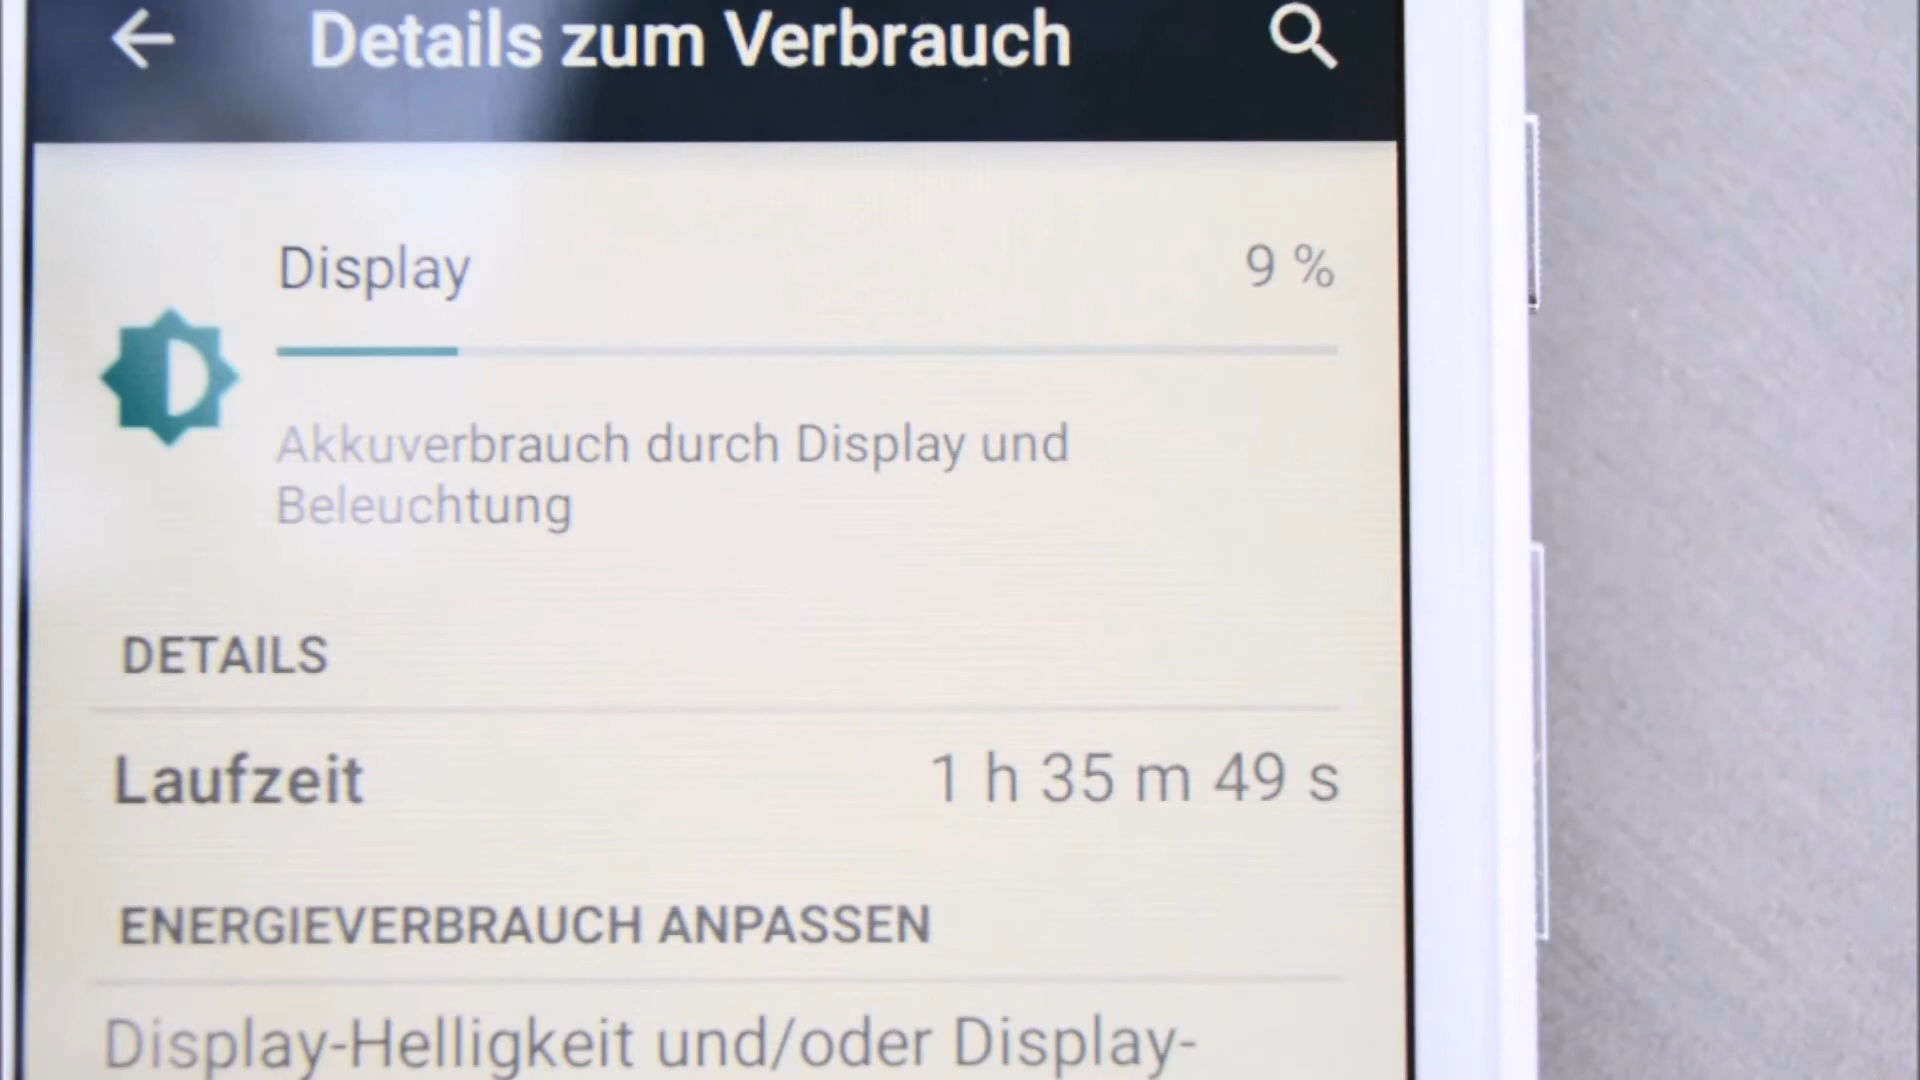 Details zum Verbrauch
Display 9 %
Akkuverbrauch durch Display und
Beleuchtung
DETAILS
Laufzeit 1 h 35 m 49 s
ENERGIEVERBRAUCH ANPASSEN
Display-Helligkeit und/oder Display-